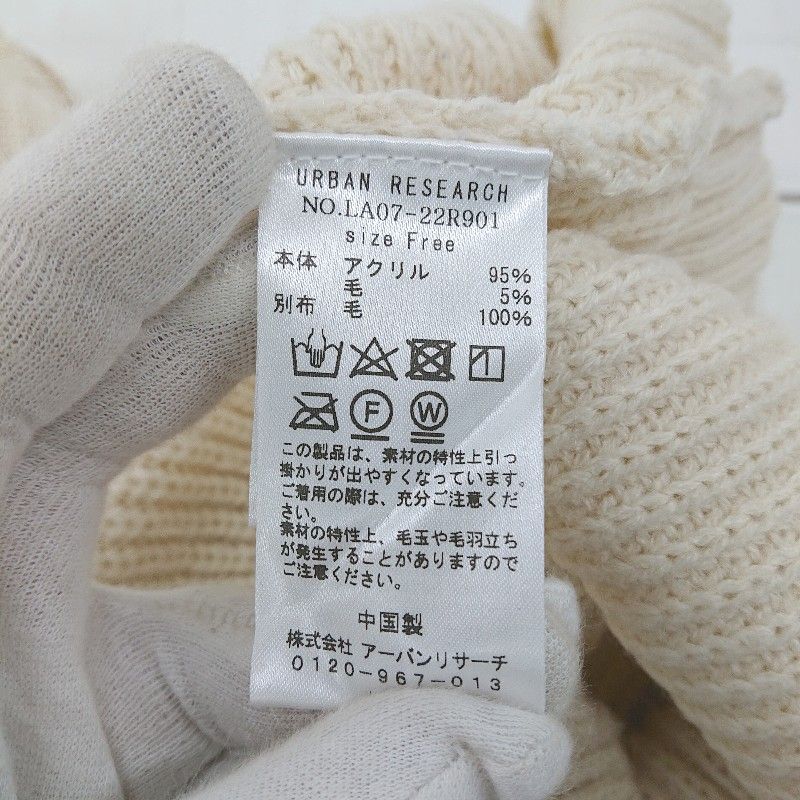 URBAN RESEARCH
NO.LA07-22R901
size Free
本体 アクリル 95%
毛 5%
別布 毛 100%
F W
この製品は、素材の特性上引っ
掛かりが出やすくなっています。
ご着用の際は、充分ご注意くだ
さい。
素材の特性上、毛玉や毛羽立ち
が発生することがありますので
ご注意ください。
中国製
株式会社 アーバンリサーチ
0120-967-013